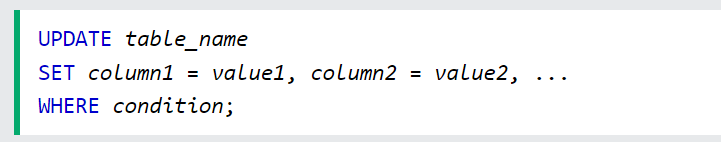 UPDATE table_name
SET column1 = value1, column2 = value2, ...
WHERE condition;